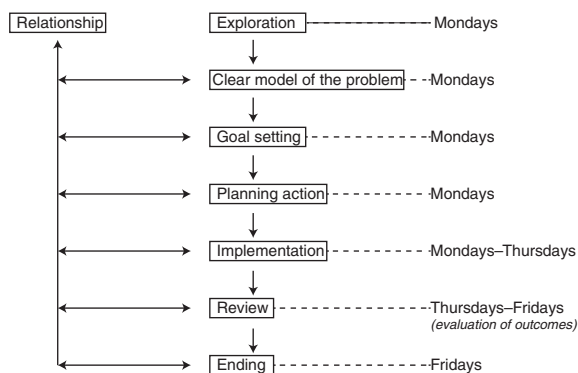 Relationship
Exploration
Mondays
Clear model of the problem
Mondays
Goal setting
Mondays
Planning action
Mondays
Implementation
Mondays–Thursdays
Review
Thursdays–Fridays
(evaluation of outcomes)
Ending
Fridays